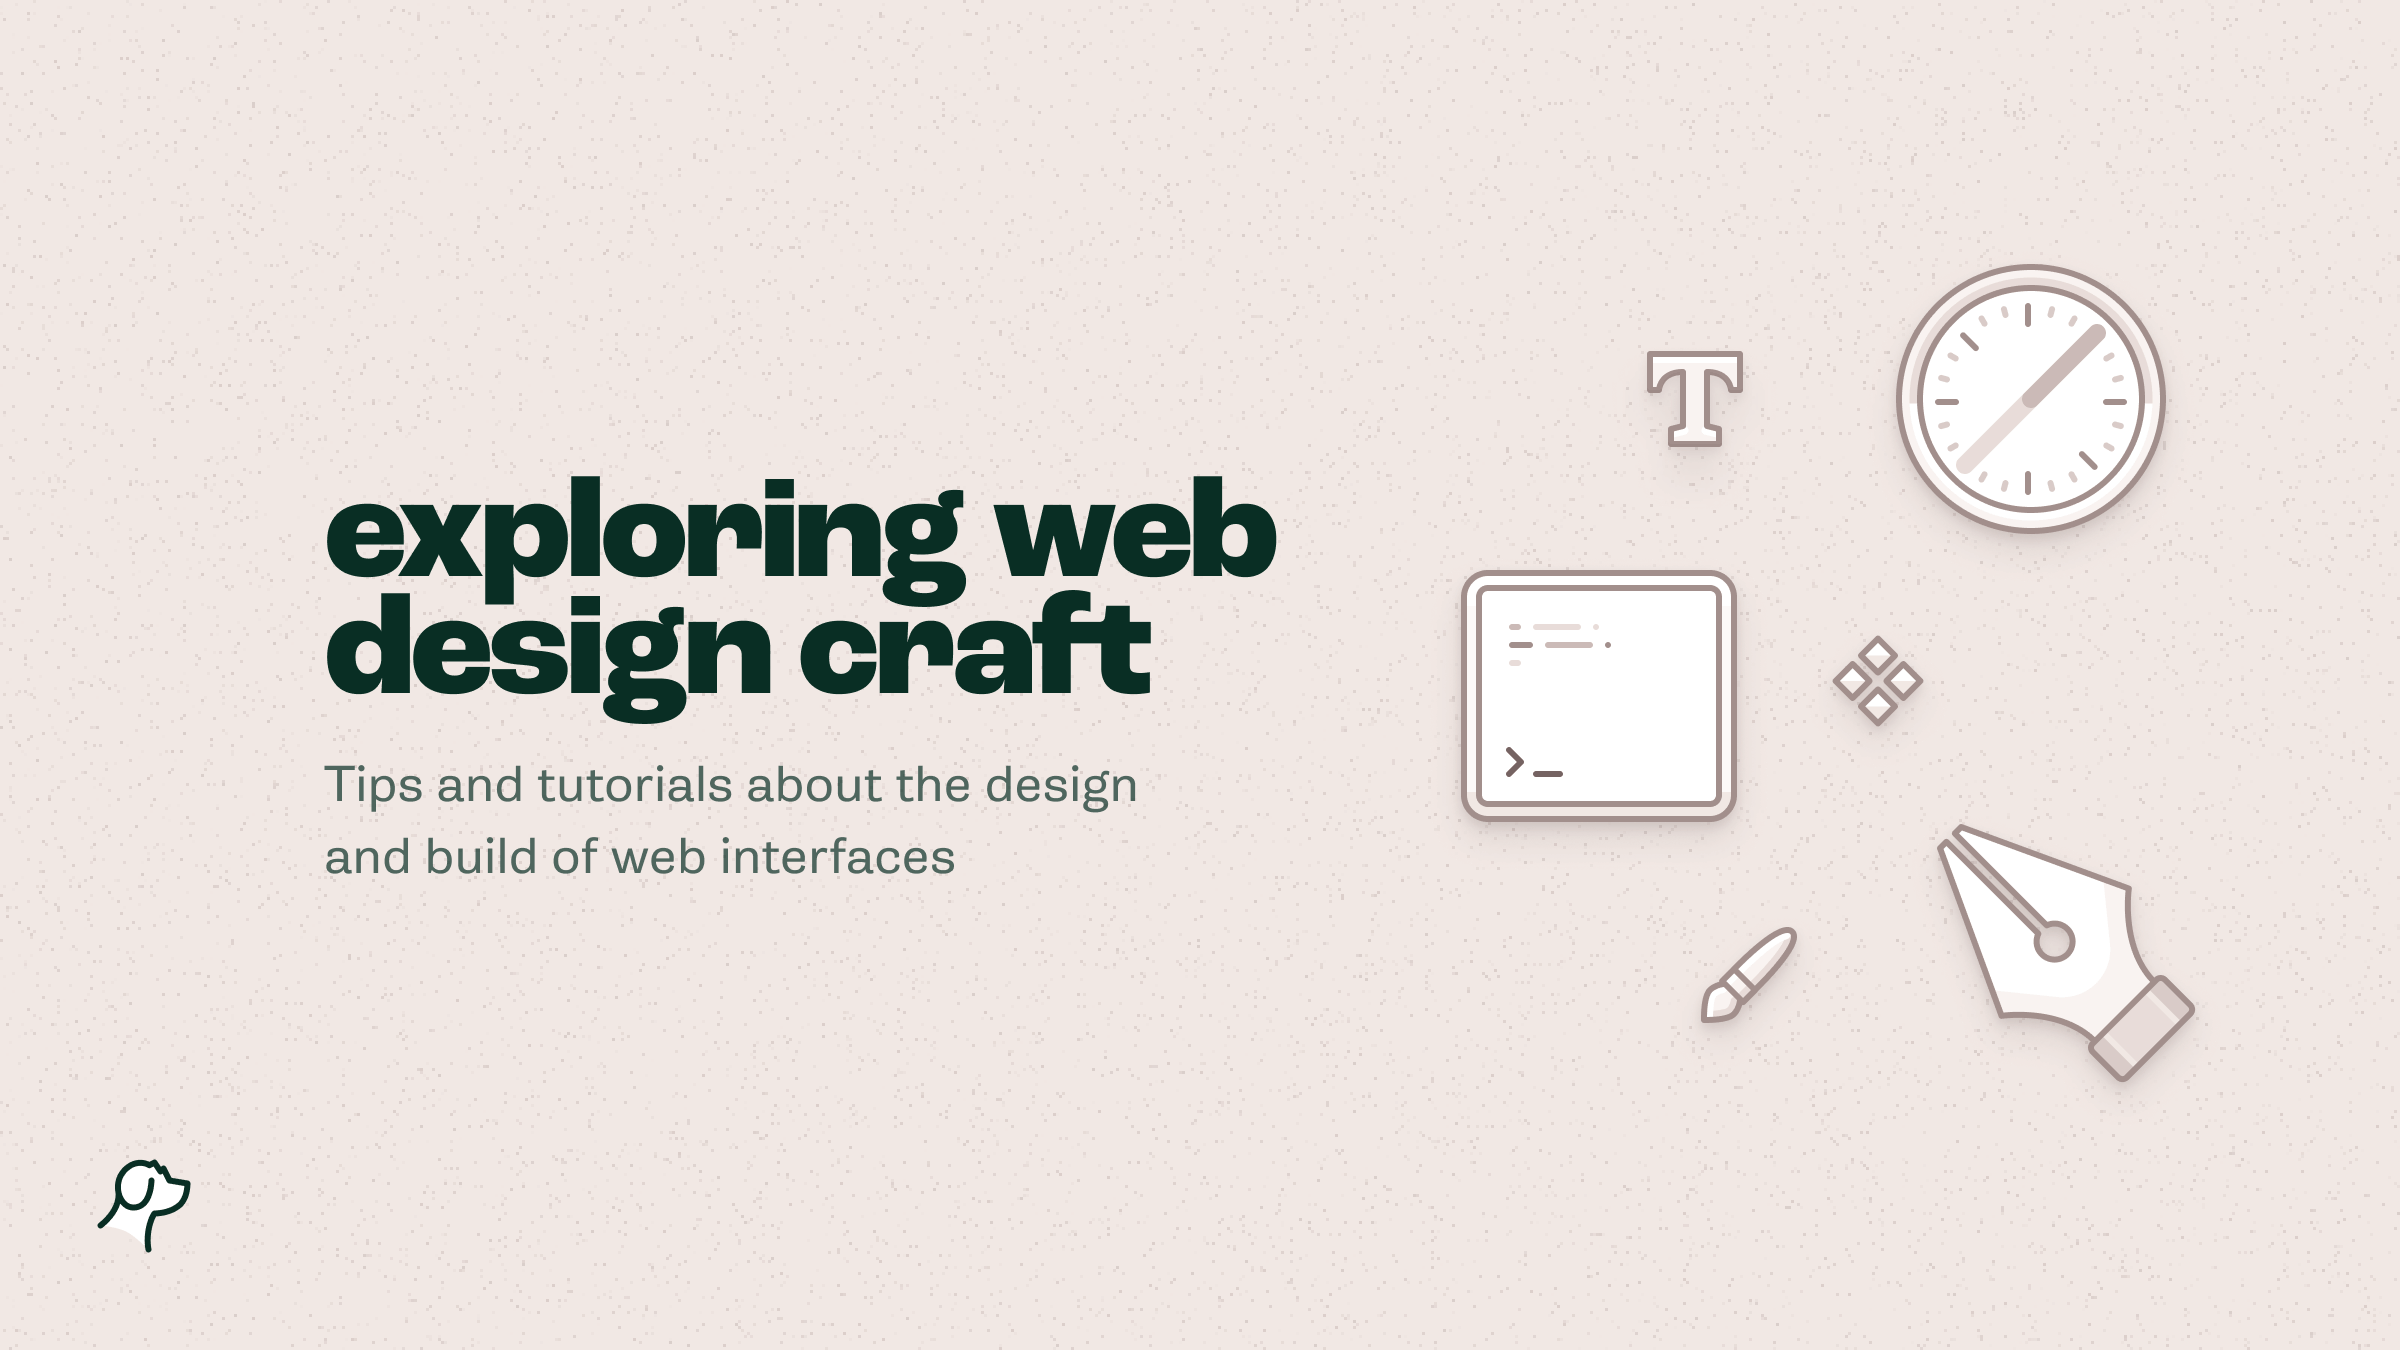 exploring web
design craft
Tips and tutorials about the design
and build of web interfaces
T